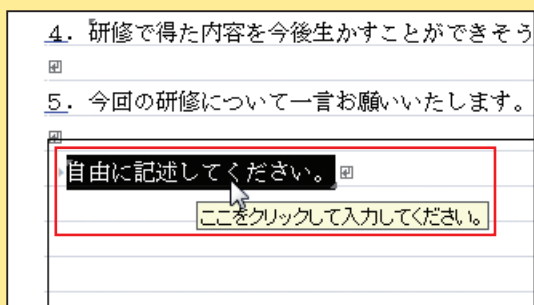 4. 研修で得た内容を今後生かすことができそう
5. 今回の研修について一言お願いいたします。
自由に記述してください。
ここをクリックして入力してください。